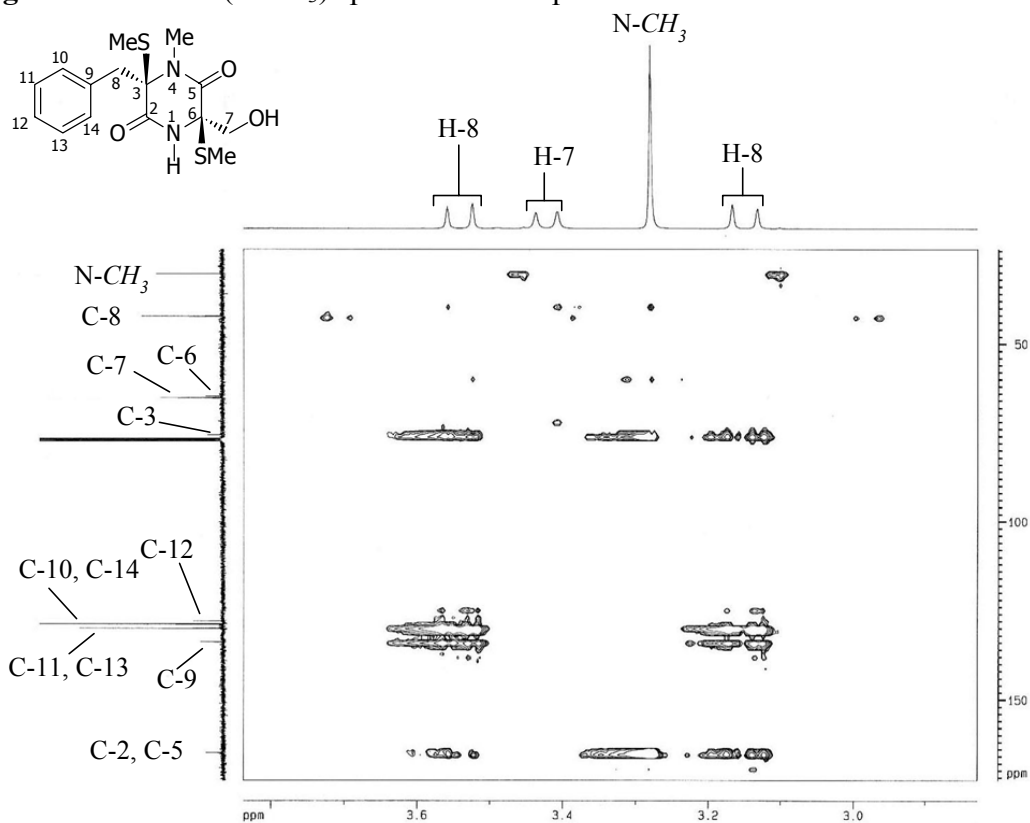 N-CH3
MeS
Me
10
11
9
8
N
4
O
3
5
2
6
7
1
OH
12
14
O
N
13
SMe
H
H-8
H-7
H-8
N-CH3
C-8
C-6
C-7
C-3
50
100
C-12
C-10, C-14
C-11, C-13
C-9
150
C-2, C-5
ppm
ppm
3.6
3.4
3.2
3.0